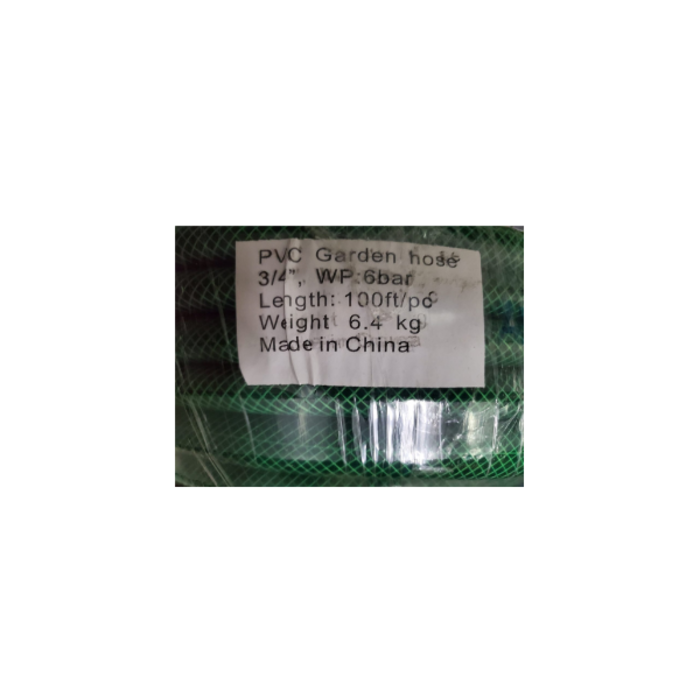 PVC Garden hose
3/4", WP:6bar
Length: 100ft/pc
Weight 6.4 kg
Made in China